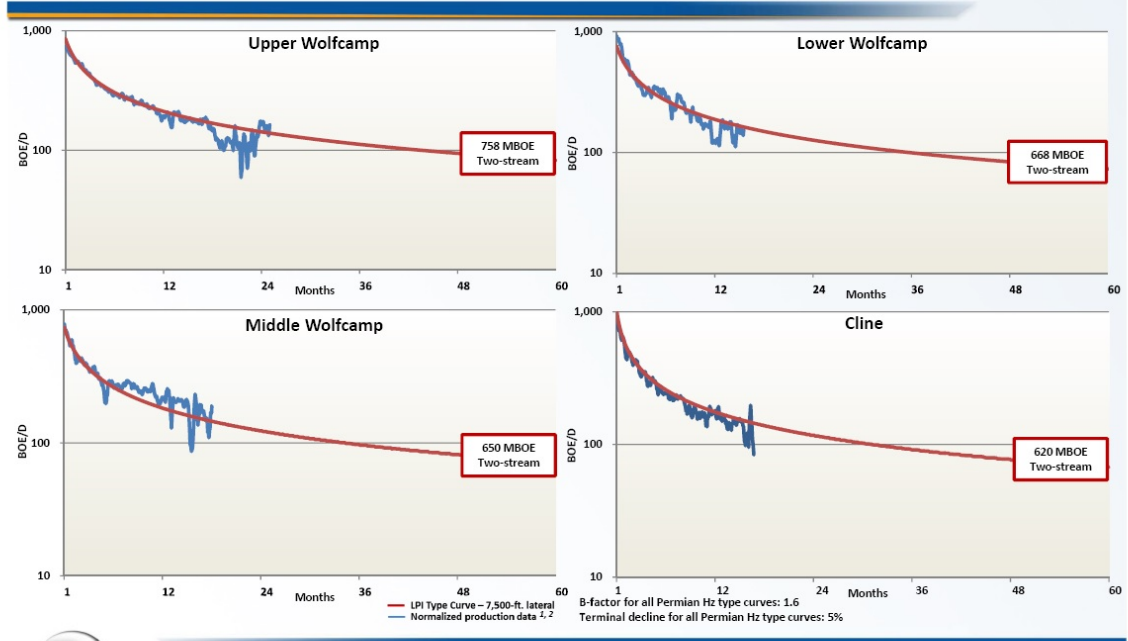 Upper Wolfcamp
1,000
100
10
BOE/D
758 MBOE
Two-stream
1 12 24 36 48 60
Months
Lower Wolfcamp
1,000
100
10
BOE/D
668 MBOE
Two-stream
1 12 24 36 48 60
Months
Middle Wolfcamp
1,000
100
10
BOE/D
650 MBOE
Two-stream
1 12 24 36 48 60
Months
Cline
1,000
100
10
BOE/D
620 MBOE
Two-stream
1 12 24 36 48 60
Months
LPI Type Curve – 7,500-ft. lateral
Normalized production data 1, 2
B-factor for all Permian Hz type curves: 1.6
Terminal decline for all Permian Hz type curves: 5%